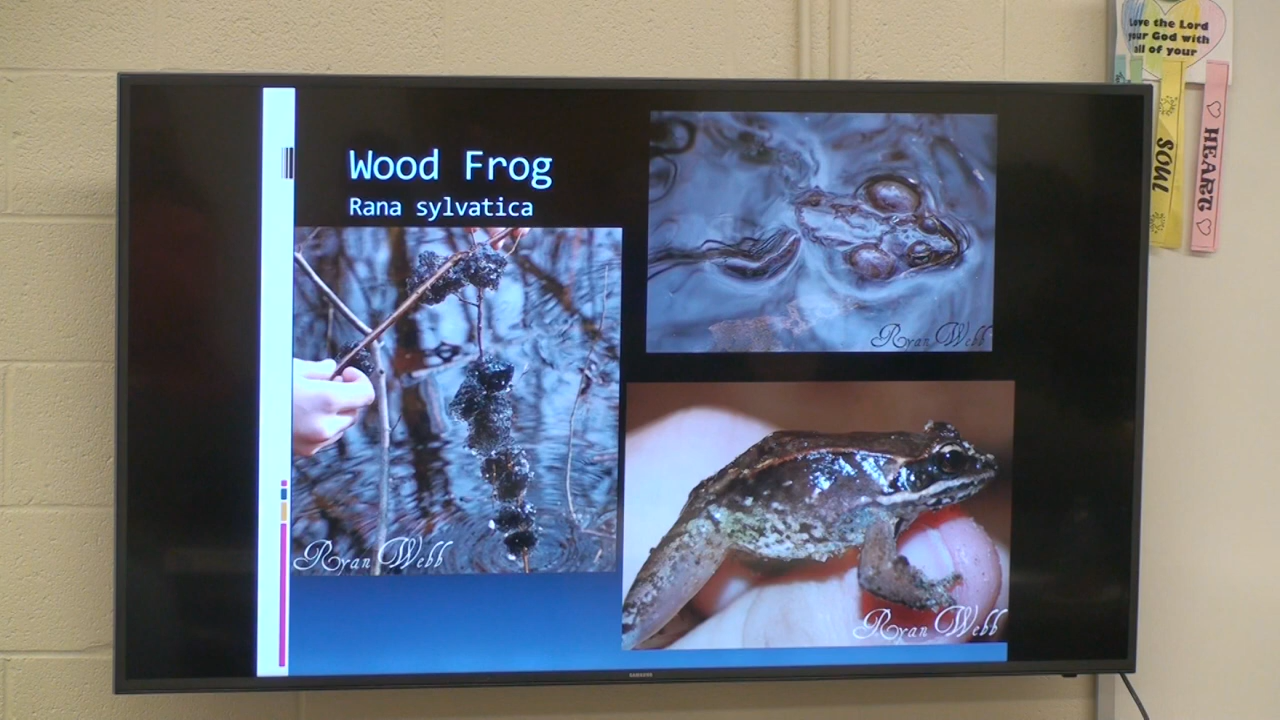 Love the Lord
your God with
all of your
SOUL
HEART
Wood Frog
Rana sylvatica
Ryan Webb
Ryan Webb
Ryan Webb
SAMSUNG